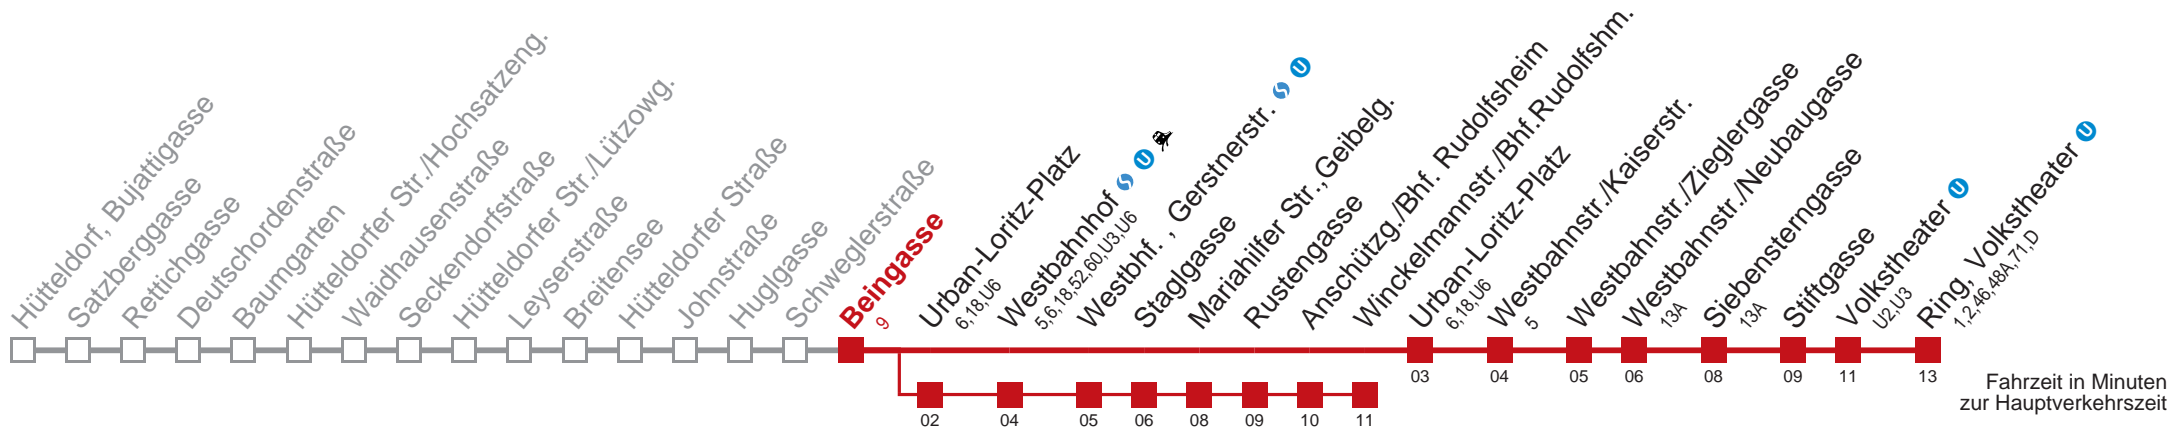 Hütteldorf, Bujattigasse
Satzberggasse
Rettichgasse
Deutschordenstraße
Baumgarten
Hütteldorfer Str./Hochsatzeng.
Waidhausenstraße
Seckendorfstraße
Hütteldorfer Str./Lützowg.
Leyserstraße
Breitensee
Hütteldorfer Straße
Johnstraße
Huglgasse
Schweglerstraße
Beingasse
9
Urban-Loritz-Platz
6,18,U6
Westbahnhof S U
5,6,18,52,60,U3,U6
Westbhf. , Gerstnerstr. S U
Staglgasse
Mariahilfer Str., Geibelg.
Rustengasse
Anschützg./Bhf. Rudolfsheim
Winckelmannstr./Bhf.Rudolfshm.
Urban-Loritz-Platz
6,18,U6
Westbahnstr./Kaiserstr.
5
Westbahnstr./Zieglergasse
Westbahnstr./Neubaugasse
13A
Siebensterngasse
13A
Stiftgasse
Volkstheater U
U2,U3
Ring, Volkstheater U
1,2,46,48A,71,D
03 04 05 06 08 09 11 13
02 04 05 06 08 09 10 11
Fahrzeit in Minuten
zur Hauptverkehrszeit